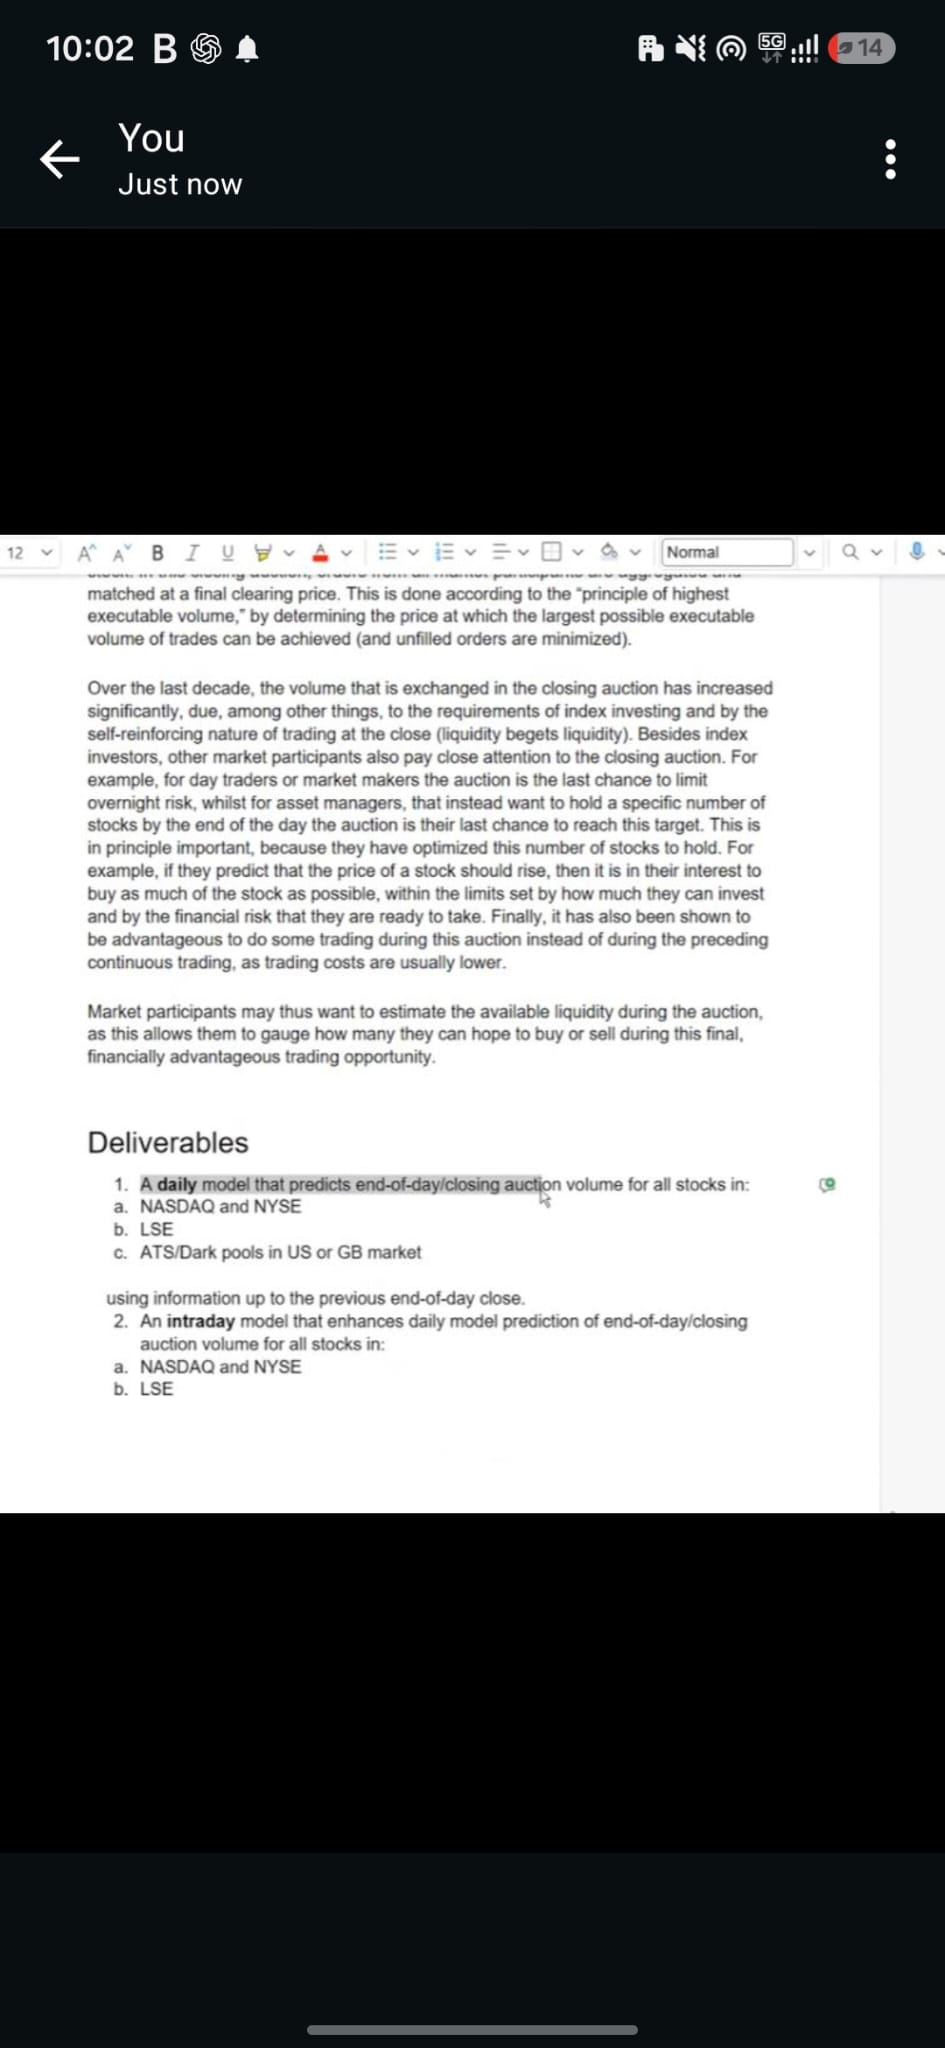 10:02 B
5G
14
You
Just now
12
A A B I U A
Normal
matched at a final clearing price. This is done according to the "principle of highest
executable volume," by determining the price at which the largest possible executable
volume of trades can be achieved (and unfilled orders are minimized).
Over the last decade, the volume that is exchanged in the closing auction has increased
significantly, due, among other things, to the requirements of index investing and by the
self-reinforcing nature of trading at the close (liquidity begets liquidity). Besides index
investors, other market participants also pay close attention to the closing auction. For
example, for day traders or market makers the auction is the last chance to limit
overnight risk, whilst for asset managers, that instead want to hold a specific number of
stocks by the end of the day the auction is their last chance to reach this target. This is
in principle important, because they have optimized this number of stocks to hold. For
example, if they predict that the price of a stock should rise, then it is in their interest to
buy as much of the stock as possible, within the limits set by how much they can invest
and by the financial risk that they are ready to take. Finally, it has also been shown to
be advantageous to do some trading during this auction instead of during the preceding
continuous trading, as trading costs are usually lower.
Market participants may thus want to estimate the available liquidity during the auction,
as this allows them to gauge how many they can hope to buy or sell during this final,
financially advantageous trading opportunity.
Deliverables
1. A daily model that predicts end-of-day/closing auction volume for all stocks in:
a. NASDAQ and NYSE
b. LSE
c. ATS/Dark pools in US or GB market
using information up to the previous end-of-day close.
2. An intraday model that enhances daily model prediction of end-of-day/closing
auction volume for all stocks in:
a. NASDAQ and NYSE
b. LSE